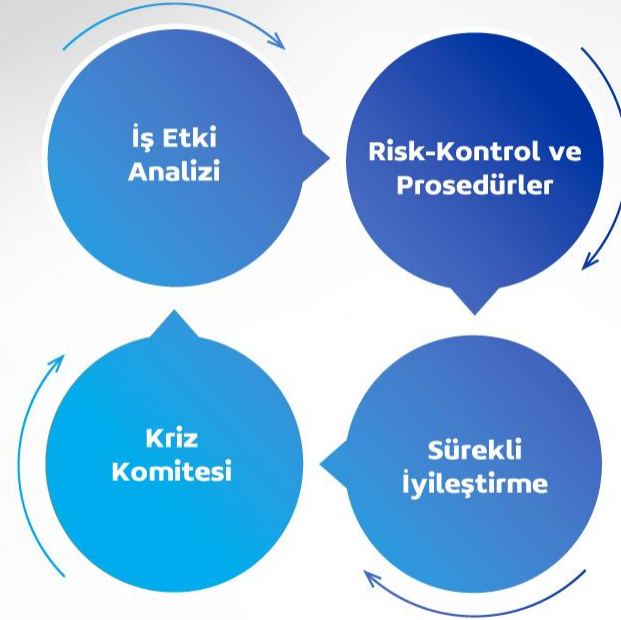 İş Etki
Analizi
Risk-Kontrol ve
Prosedürler
Kriz
Komitesi
Sürekli
İyileştirme